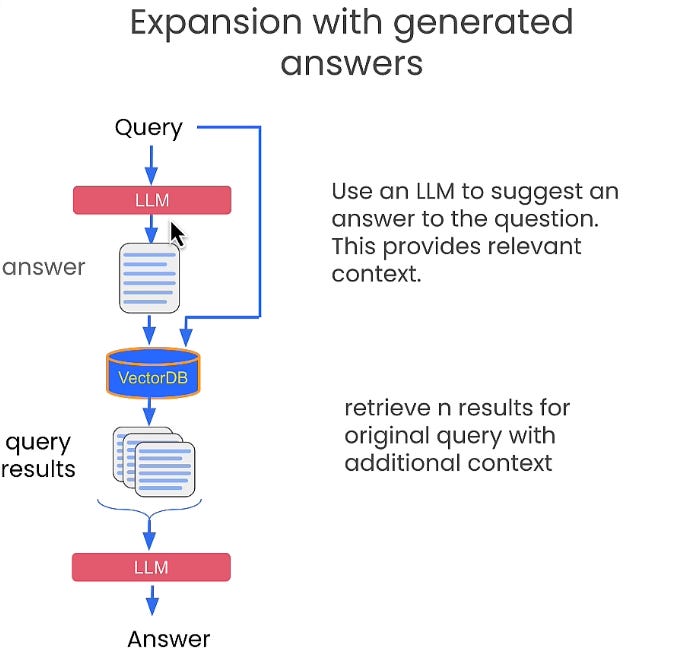 Expansion with generated
answers
Query
LLM
Use an LLM to suggest an
answer to the question.
This provides relevant
context.
answer
VectorDB
retrieve n results for
original query with
additional context
query
results
LLM
Answer